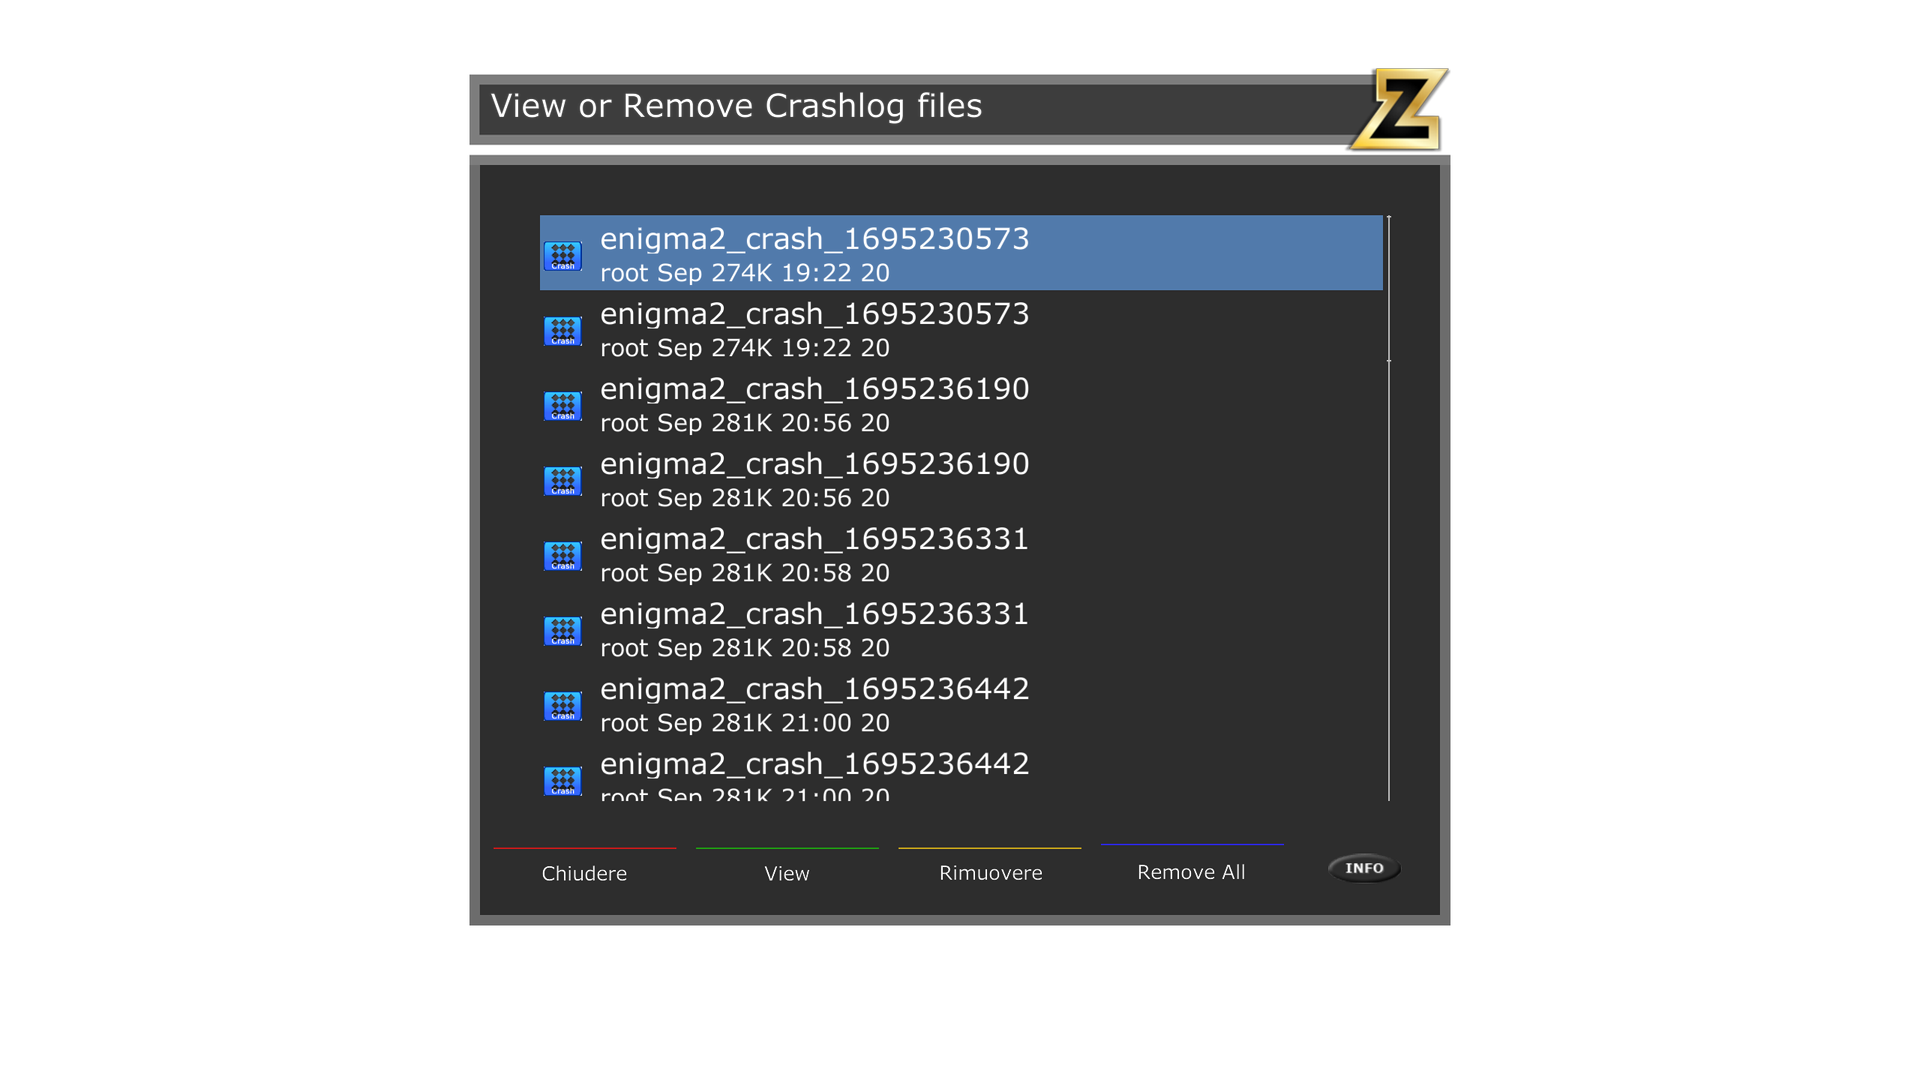 View or Remove Crashlog files
Z
enigma2_crash_1695230573
Crash
root Sep 274K 19:22 20
enigma2_crash_1695230573
Crash
root Sep 274K 19:22 20
enigma2_crash_1695236190
Crash
root Sep 281K 20:56 20
enigma2_crash_1695236190
Crash
root Sep 281K 20:56 20
enigma2_crash_1695236331
Crash
root Sep 281K 20:58 20
enigma2_crash_1695236331
Crash
root Sep 281K 20:58 20
enigma2_crash_1695236442
Crash
root Sep 281K 21:00 20
enigma2_crash_1695236442
Crash
root Sep 281K 21:00 20
Chiudere
View
Rimuovere
Remove All
INFO